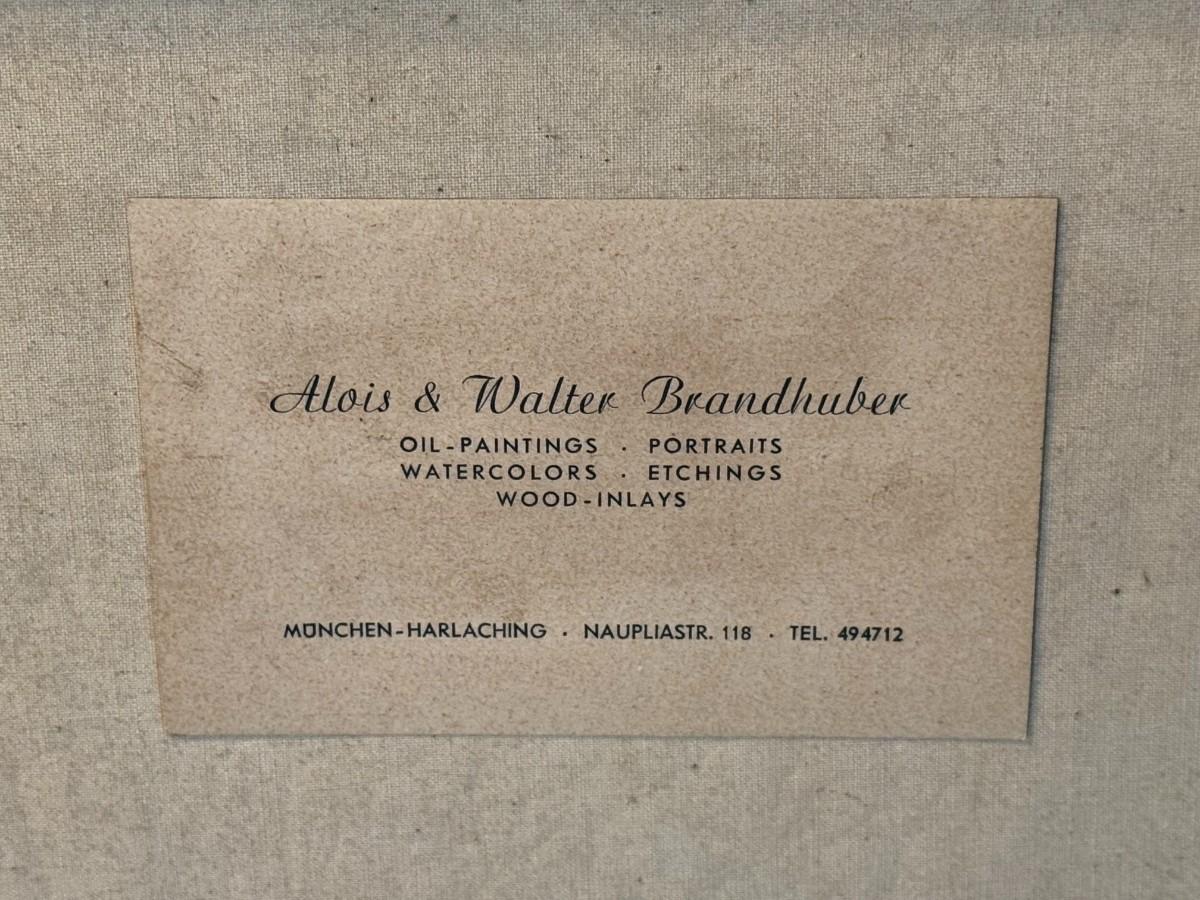 Alois & Walter Brandhuber
OIL-PAINTINGS · PORTRAITS
WATERCOLORS · ETCHINGS
WOOD-INLAYS
MÜNCHEN-HARLACHING · NAUPLIASTR. 118 · TEL. 494712